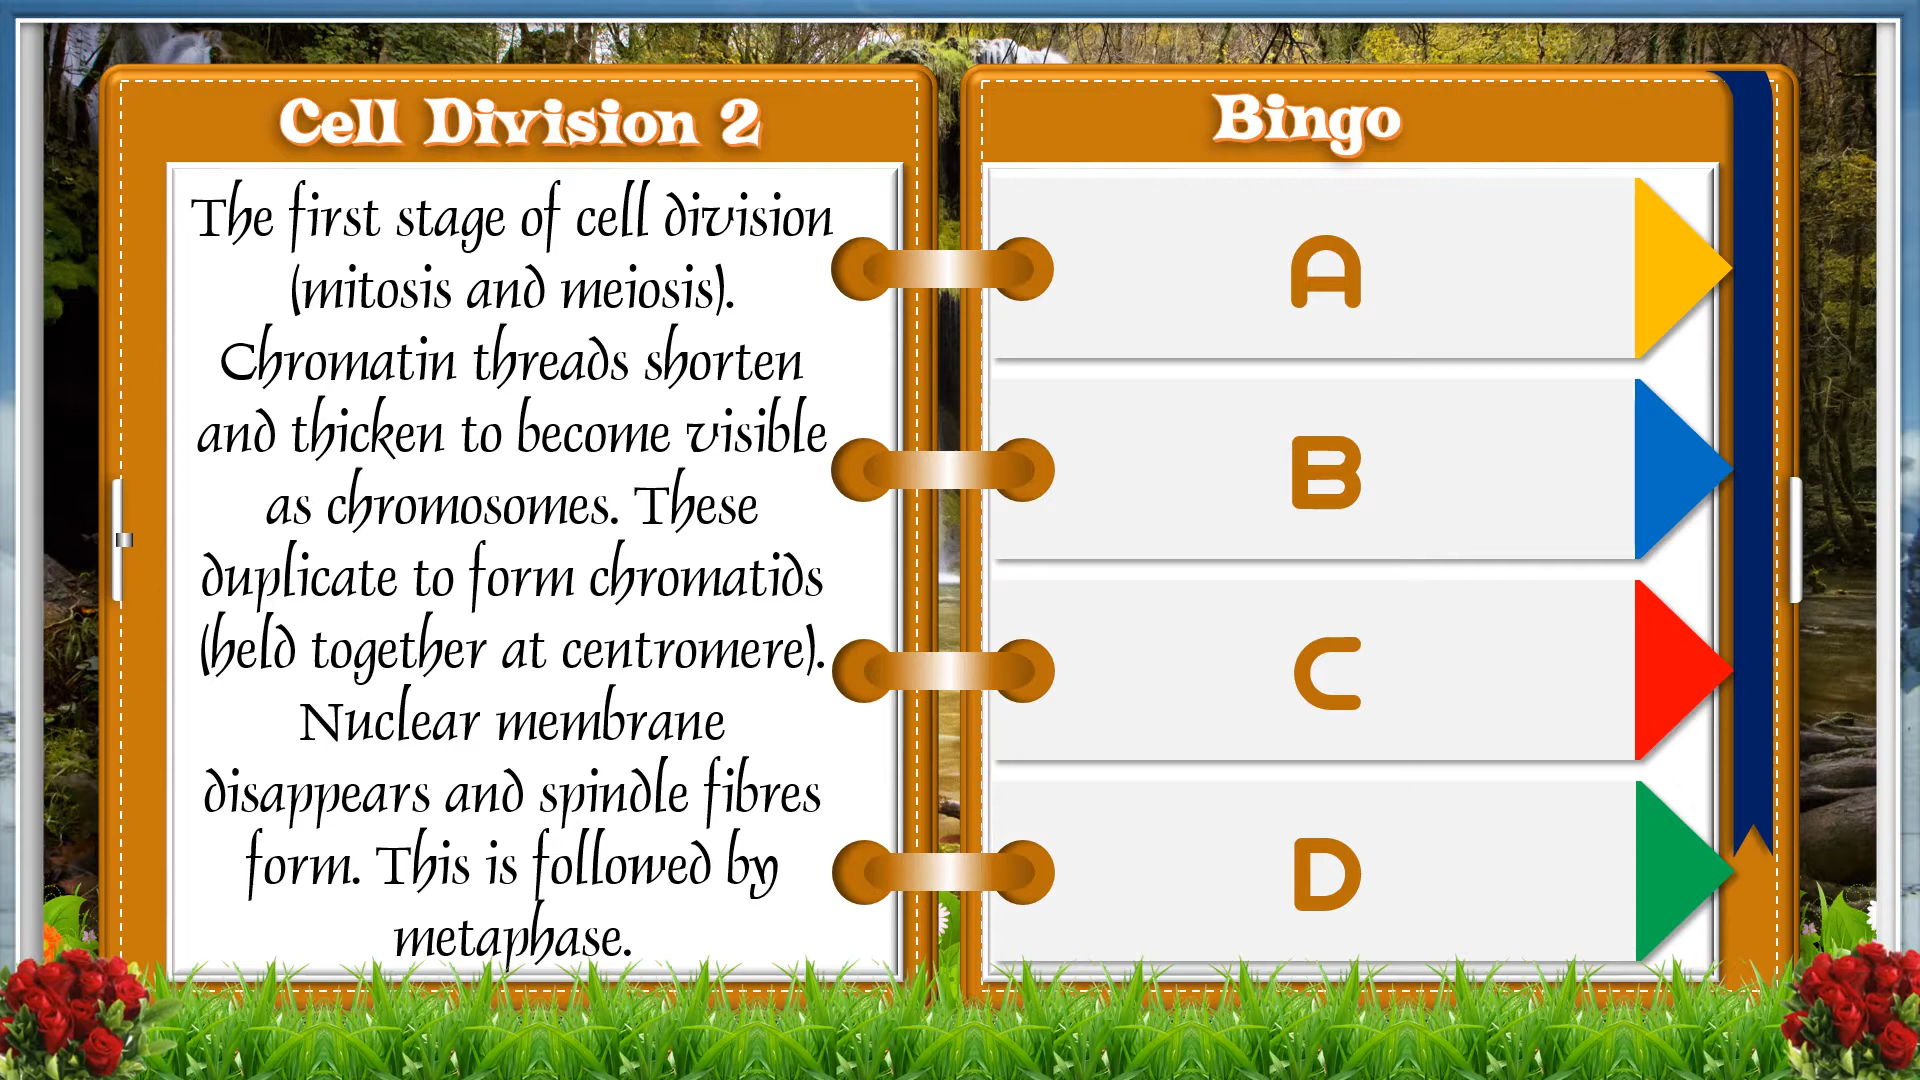 Cell Division 2
The first stage of cell division
(mitosis and meiosis).
Chromatin threads shorten
and thicken to become visible
as chromosomes. These
duplicate to form chromatids
(held together at centromere).
Nuclear membrane
disappears and spindle fibres
form. This is followed by
metaphase.
Bingo
A
B
C
D